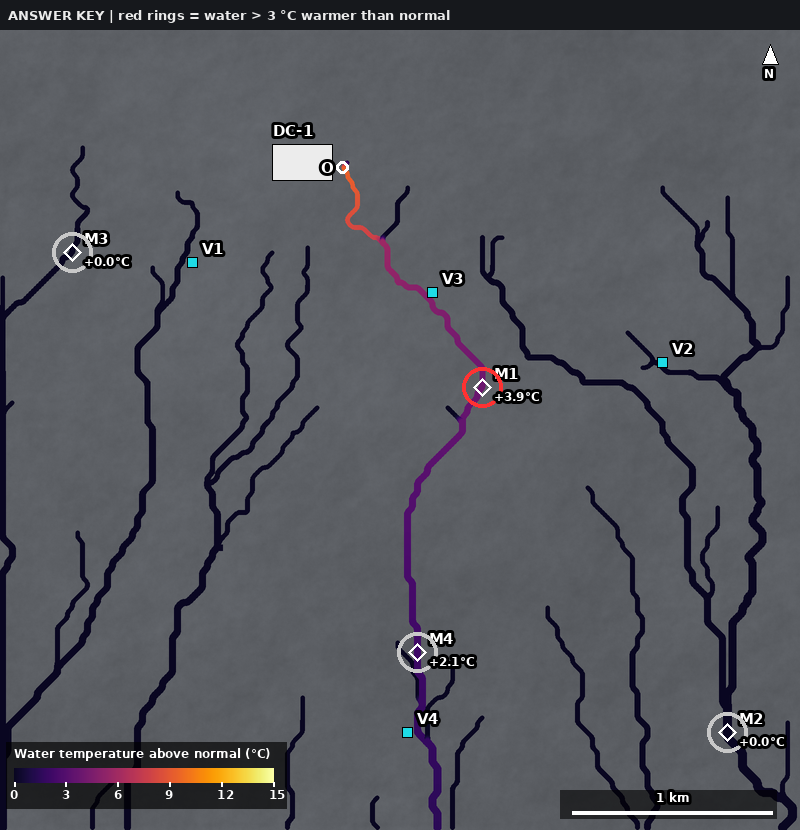 ANSWER KEY | red rings = water > 3 °C warmer than normal
N
DC-1
O
M3
+0.0°C
V1
V3
V2
M1
+3.9°C
M4
+2.1°C
V4
M2
+0.0°C
Water temperature above normal (°C)
0 3 6 9 12 15
1 km